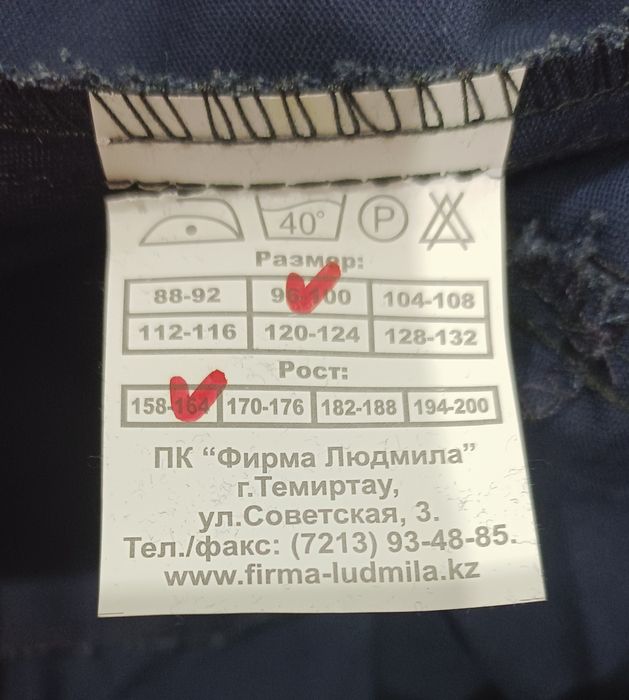 40°
P
Размер:
88-92 96-100 104-108
112-116 120-124 128-132
Рост:
158-164 170-176 182-188 194-200
ПК “Фирма Людмила”
г.Темиртау,
ул.Советская, 3.
Тел./факс: (7213) 93-48-85.
www.firma-ludmila.kz